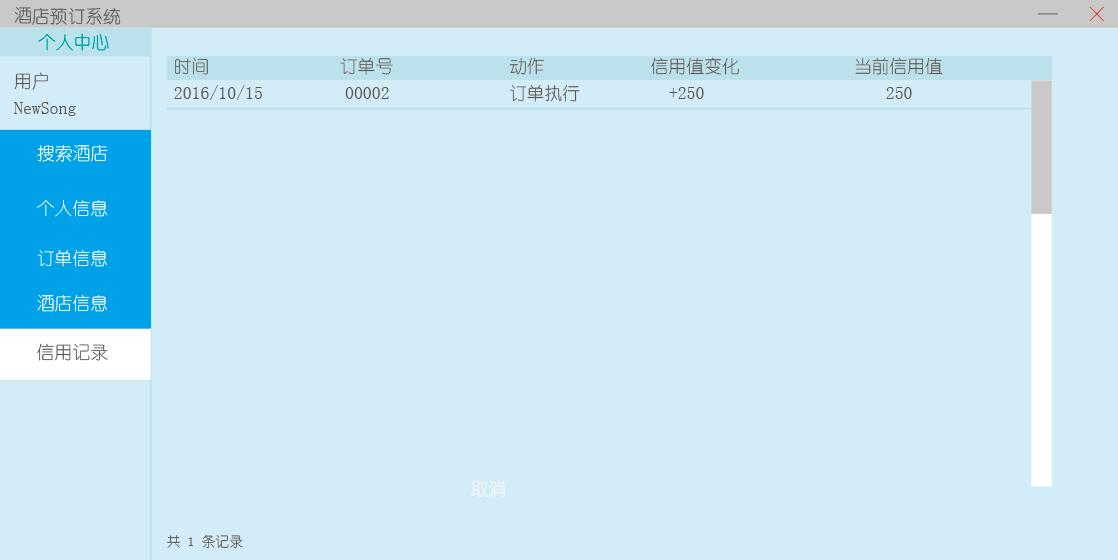 酒店预订系统
个人中心
用户
NewSong
搜索酒店
个人信息
订单信息
酒店信息
信用记录
时间 订单号 动作 信用值变化 当前信用值
2016/10/15 00002 订单执行 +250 250
取消
共 1 条记录